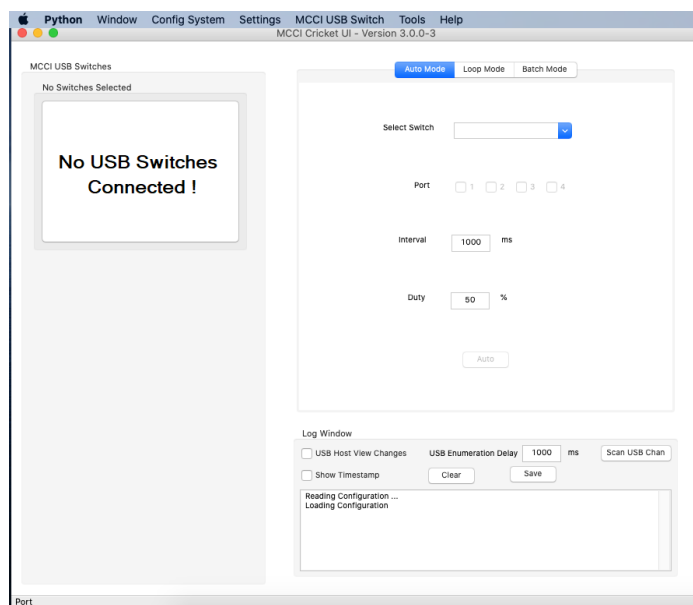 Python Window Config System Settings MCCI USB Switch Tools Help
MCCI Cricket UI - Version 3.0.0-3
MCCI USB Switches
No Switches Selected
No USB Switches
Connected !
Auto Mode Loop Mode Batch Mode
Select Switch
Port 1 2 3 4
Interval 1000 ms
Duty 50 %
Auto
Log Window
USB Host View Changes USB Enumeration Delay 1000 ms Scan USB Chan
Show Timestamp Clear Save
Reading Configuration ...
Loading Configuration
Port